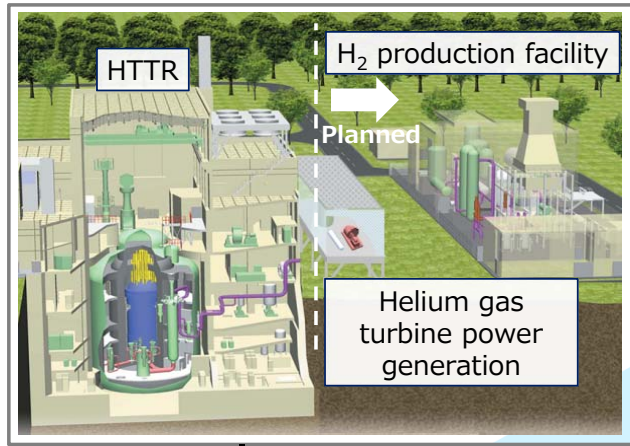 HTTR
H₂ production facility
Planned
Helium gas
turbine power
generation